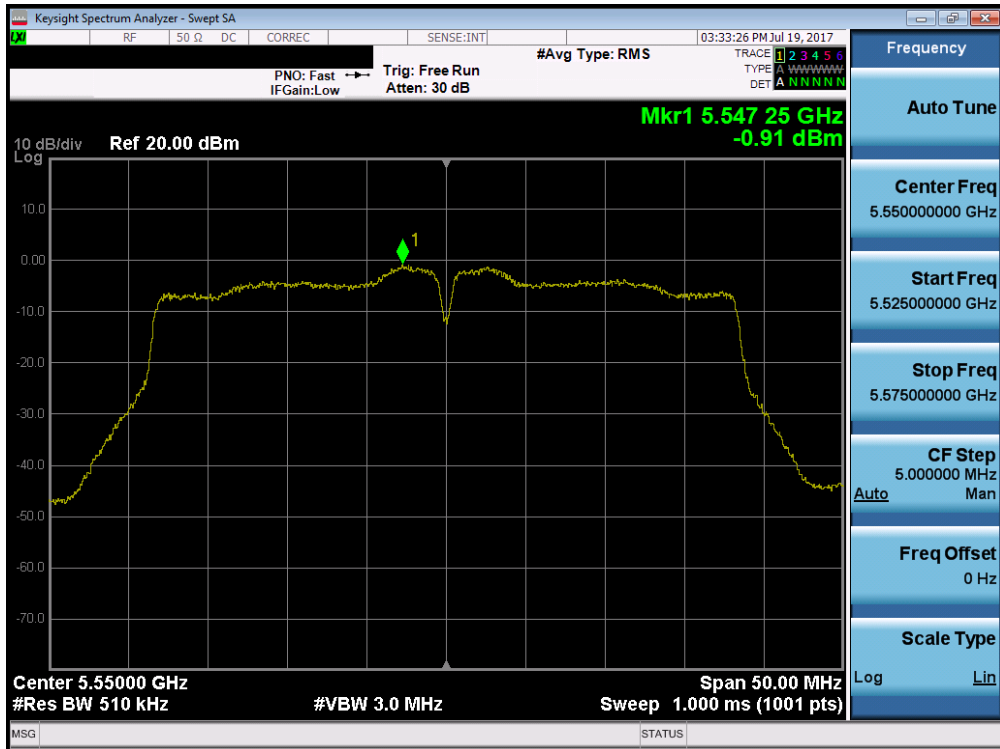 Keysight Spectrum Analyzer - Swept SA
LXI RF 50 Ω DC CORREC SENSE:INT 03:33:26 PM Jul 19, 2017
#Avg Type: RMS TRACE 1 2 3 4 5 6
PNO: Fast Trig: Free Run TYPE A WWWWW
IFGain:Low Atten: 30 dB DET A N N N N N
Mkr1 5.547 25 GHz
-0.91 dBm
10 dB/div Ref 20.00 dBm
Log
1
10.0
0.00
-10.0
-20.0
-30.0
-40.0
-50.0
-60.0
-70.0
Center 5.55000 GHz Span 50.00 MHz
#Res BW 510 kHz #VBW 3.0 MHz Sweep 1.000 ms (1001 pts)
MSG STATUS
Frequency
Auto Tune
Center Freq
5.550000000 GHz
Start Freq
5.525000000 GHz
Stop Freq
5.575000000 GHz
CF Step
5.000000 MHz
Auto Man
Freq Offset
0 Hz
Scale Type
Log Lin